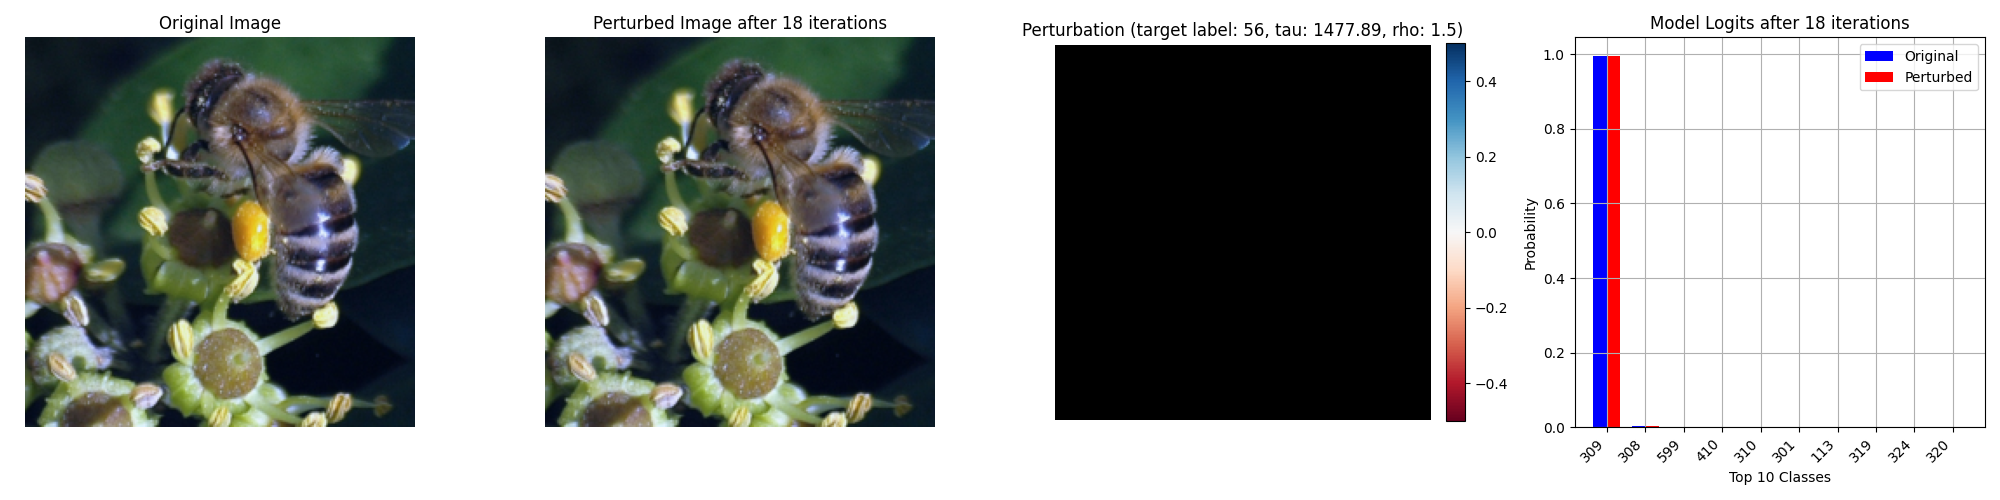 Original Image
Perturbed Image after 18 iterations
Perturbation (target label: 56, tau: 1477.89, rho: 1.5)
0.4
0.2
0.0
−0.2
−0.4
Model Logits after 18 iterations
Original
Perturbed
Probability
1.0
0.8
0.6
0.4
0.2
0.0
309
308
599
410
310
301
113
319
324
320
Top 10 Classes